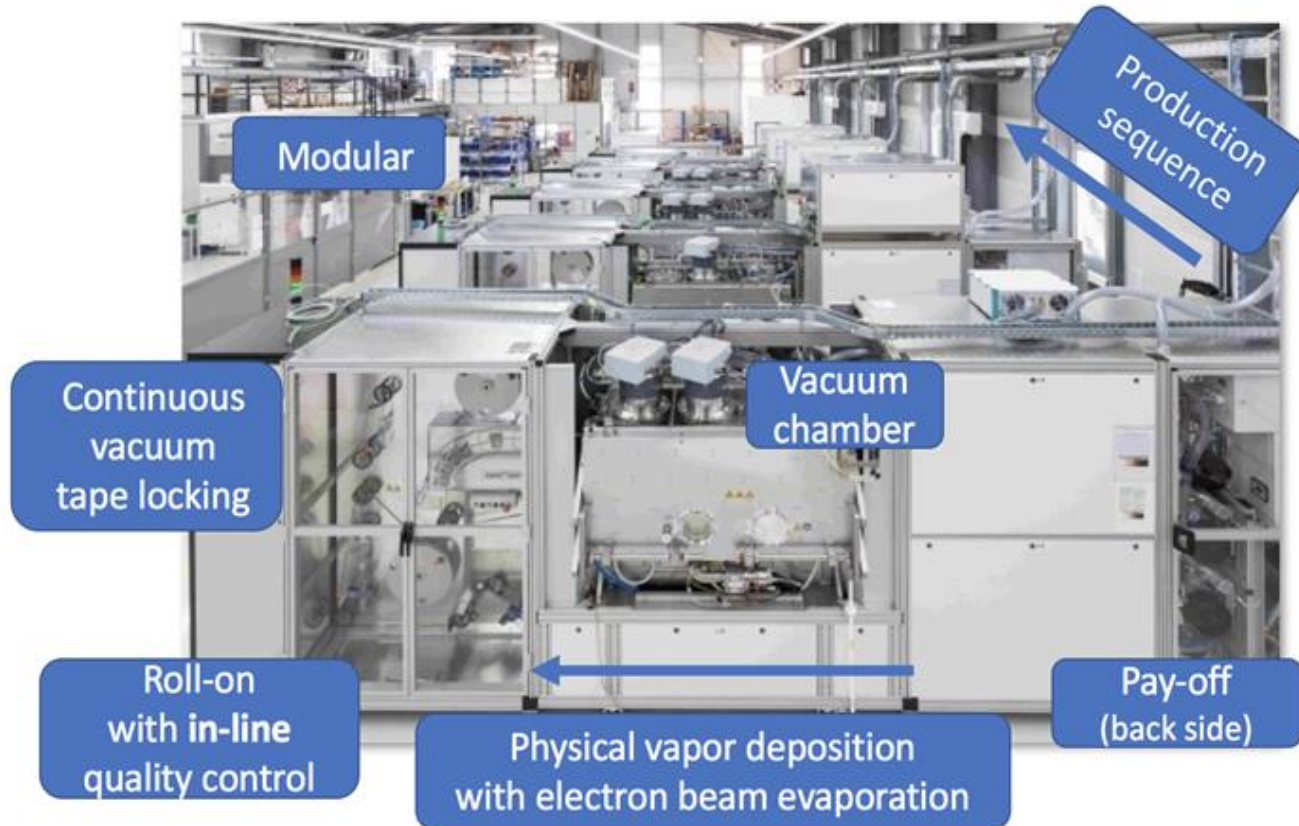 Production
sequence
Modular
Continuous
vacuum
tape locking
Vacuum
chamber
Roll-on
with in-line
quality control
Physical vapor deposition
with electron beam evaporation
Pay-off
(back side)